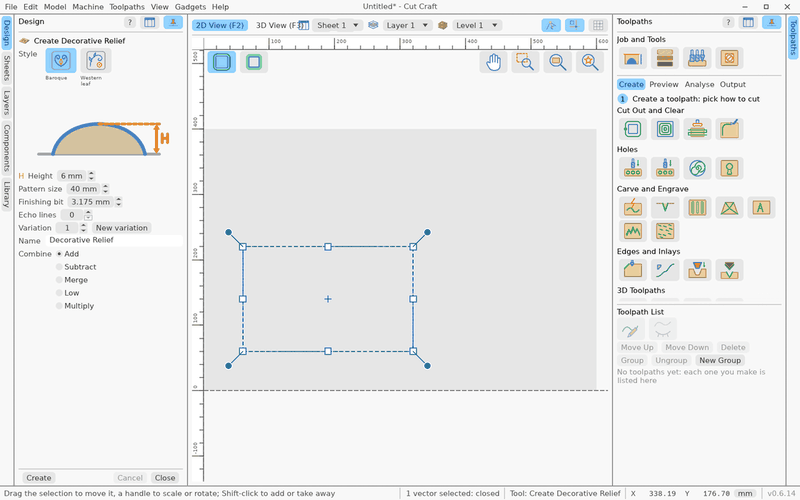 Untitled* - Cut Craft
File Edit Model Machine Toolpaths View Gadgets Help
Design
Sheets
Layers
Components
Library
Design
?
Create Decorative Relief
Style
Baroque
Western leaf
H
H Height 6 mm
Pattern size 40 mm
Finishing bit 3.175 mm
Echo lines 0
Variation 1 New variation
Name Decorative Relief
Combine Add
Subtract
Merge
Low
Multiply
Create Cancel Close
2D View (F2) 3D View (F3) Sheet 1 Layer 1 Level 1
100 200 300 400 500 600
500
400
300
200
100
0
-100
Toolpaths
?
Toolpaths
Job and Tools
Create Preview Analyse Output
1 Create a toolpath: pick how to cut
Cut Out and Clear
Holes
Carve and Engrave
A
Edges and Inlays
3D Toolpaths
Toolpath List
Move Up Move Down Delete
Group Ungroup New Group
No toolpaths yet: each one you make is
listed here
Drag the selection to move it, a handle to scale or rotate; Shift-click to add or take away
1 vector selected: closed
Tool: Create Decorative Relief
X 338.19 Y 176.70 mm
v0.6.14